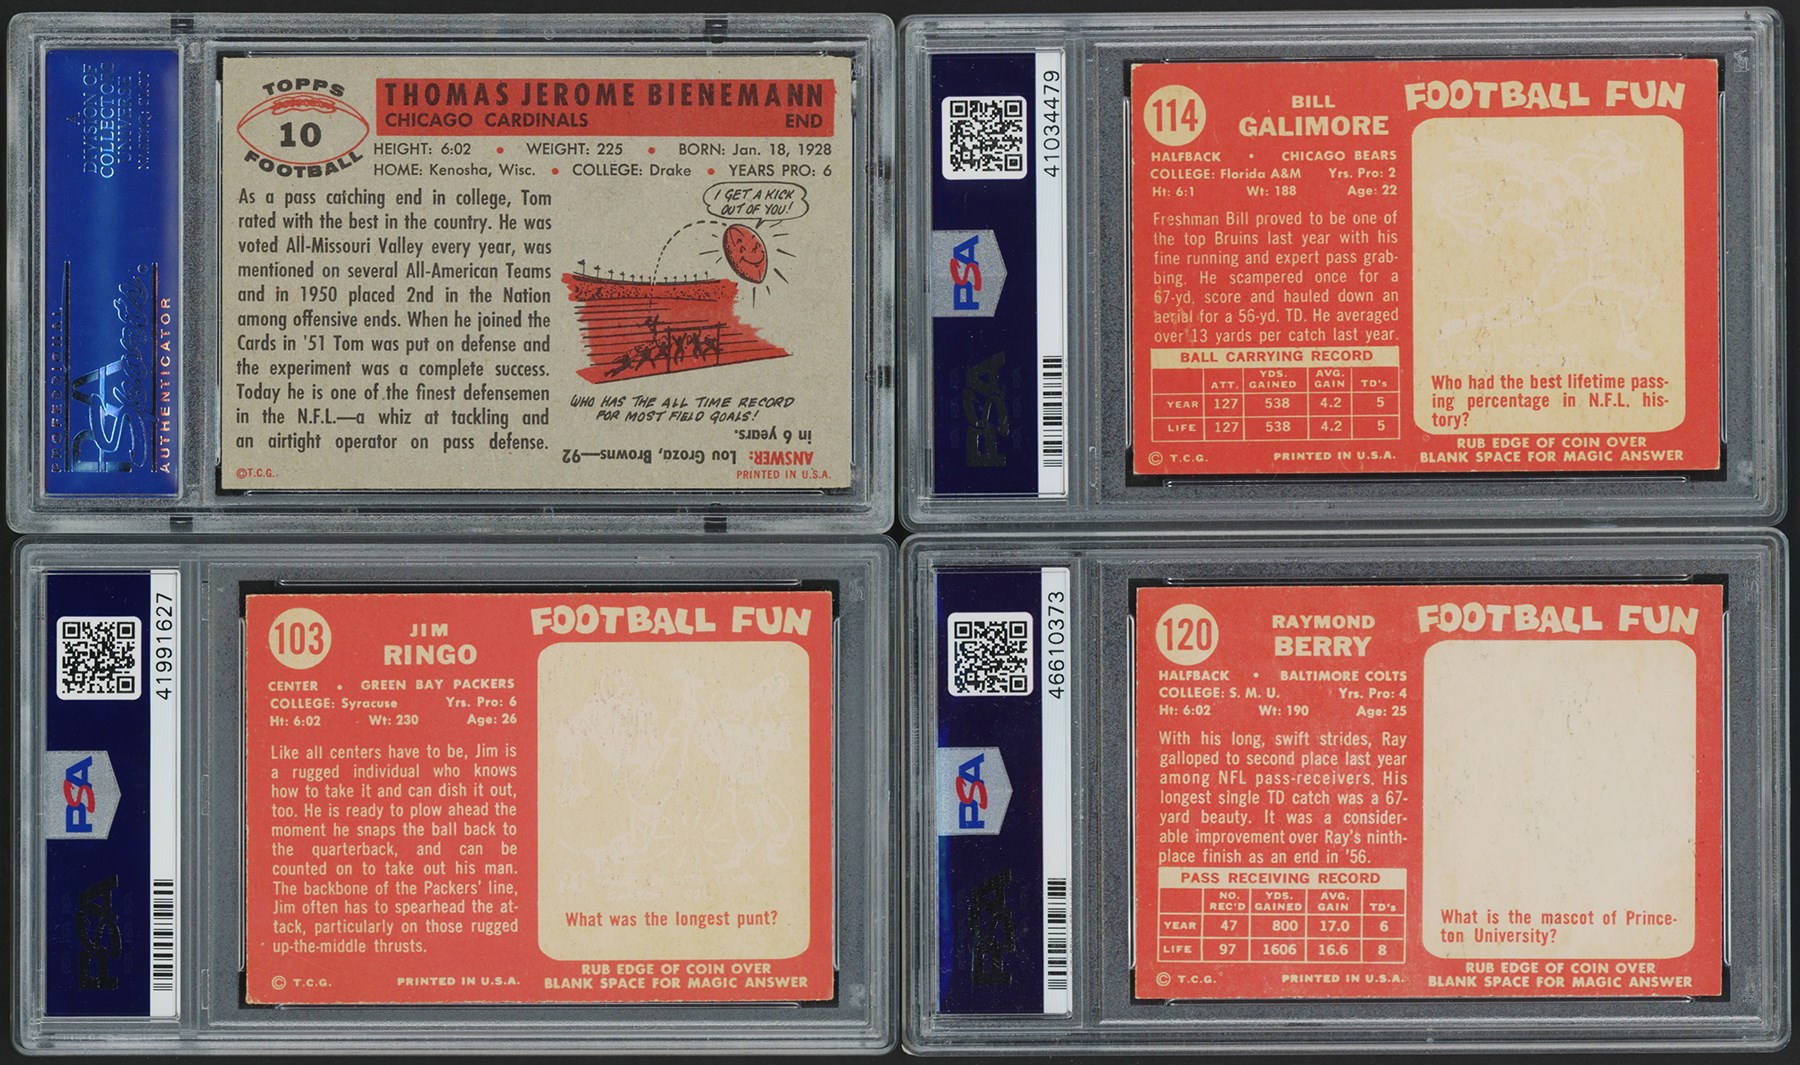 A
DIVISION OF
COLLECTORS
UNIVERSE
PROFESSIONAL
PSA
Sports
AUTHENTICATOR
TOPPS
10
FOOTBALL
THOMAS JEROME BIENEMANN
CHICAGO CARDINALS END
HEIGHT: 6:02 • WEIGHT: 225 • BORN: Jan. 18, 1928
HOME: Kenosha, Wisc. • COLLEGE: Drake • YEARS PRO: 6
As a pass catching end in college, Tom
rated with the best in the country. He was
voted All-Missouri Valley every year, was
mentioned on several All-American Teams
and in 1950 placed 2nd in the Nation
among offensive ends. When he joined the
Cards in '51 Tom was put on defense and
the experiment was a complete success.
Today he is one of the finest defensemen
in the N.F.L.—a whiz at tackling and
an airtight operator on pass defense.
I GET A KICK
OUT OF YOU!
WHO HAS THE ALL TIME RECORD
FOR MOST FIELD GOALS!
ANSWER: Lou Groza, Browns—92
in 6 years.
©T.C.G. PRINTED IN U.S.A.
41034479
PSA
PSA
114
BILL
GALIMORE
HALFBACK • CHICAGO BEARS
COLLEGE: Florida A&M Yrs. Pro: 2
Ht: 6:1 Wt: 188 Age: 22
Freshman Bill proved to be one of
the top Bruins last year with his
fine running and expert pass grab-
bing. He scampered once for a
67-yd. score and hauled down an
aerial for a 56-yd. TD. He averaged
over 13 yards per catch last year.
BALL CARRYING RECORD
ATT. YDS. GAINED AVG. GAIN TD's
YEAR 127 538 4.2 5
LIFE 127 538 4.2 5
© T.C.G. PRINTED IN U.S.A.
FOOTBALL FUN
Who had the best lifetime pass-
ing percentage in N.F.L. his-
tory?
RUB EDGE OF COIN OVER
BLANK SPACE FOR MAGIC ANSWER
41991627
PSA
PSA
103
JIM
RINGO
CENTER • GREEN BAY PACKERS
COLLEGE: Syracuse Yrs. Pro: 6
Ht: 6:02 Wt: 230 Age: 26
Like all centers have to be, Jim is
a rugged individual who knows
how to take it and can dish it out,
too. He is ready to plow ahead the
moment he snaps the ball back to
the quarterback, and can be
counted on to take out his man.
The backbone of the Packers' line,
Jim often has to spearhead the at-
tack, particularly on those rugged
up-the-middle thrusts.
© T.C.G. PRINTED IN U.S.A.
FOOTBALL FUN
What was the longest punt?
RUB EDGE OF COIN OVER
BLANK SPACE FOR MAGIC ANSWER
46610373
PSA
PSA
120
RAYMOND
BERRY
HALFBACK • BALTIMORE COLTS
COLLEGE: S. M. U. Yrs. Pro: 4
Ht: 6:02 Wt: 190 Age: 25
With his long, swift strides, Ray
galloped to second place last year
among NFL pass-receivers. His
longest single TD catch was a 67-
yard beauty. It was a consider-
able improvement over Ray's ninth-
place finish as an end in '56.
PASS RECEIVING RECORD
NO. REC'D YDS. GAINED AVG. GAIN TD's
YEAR 47 800 17.0 6
LIFE 97 1606 16.6 8
© T.C.G. PRINTED IN U.S.A.
FOOTBALL FUN
What is the mascot of Prince-
ton University?
RUB EDGE OF COIN OVER
BLANK SPACE FOR MAGIC ANSWER